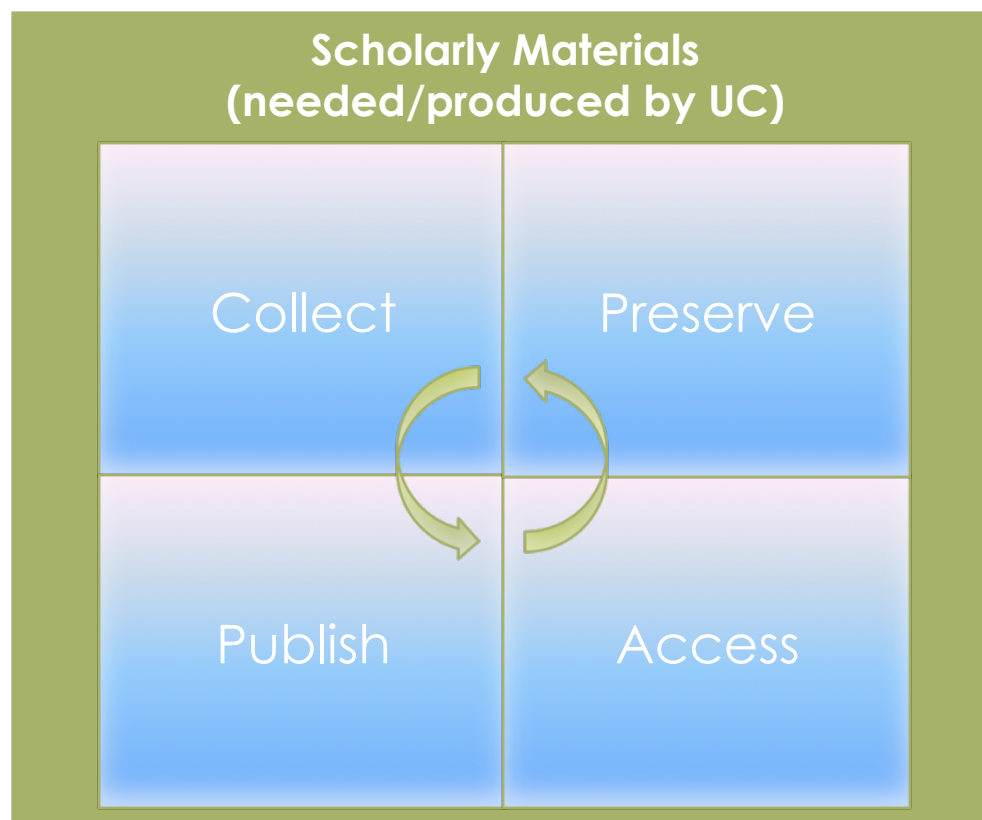 Scholarly Materials
(needed/produced by UC)
Collect
Preserve
Publish
Access